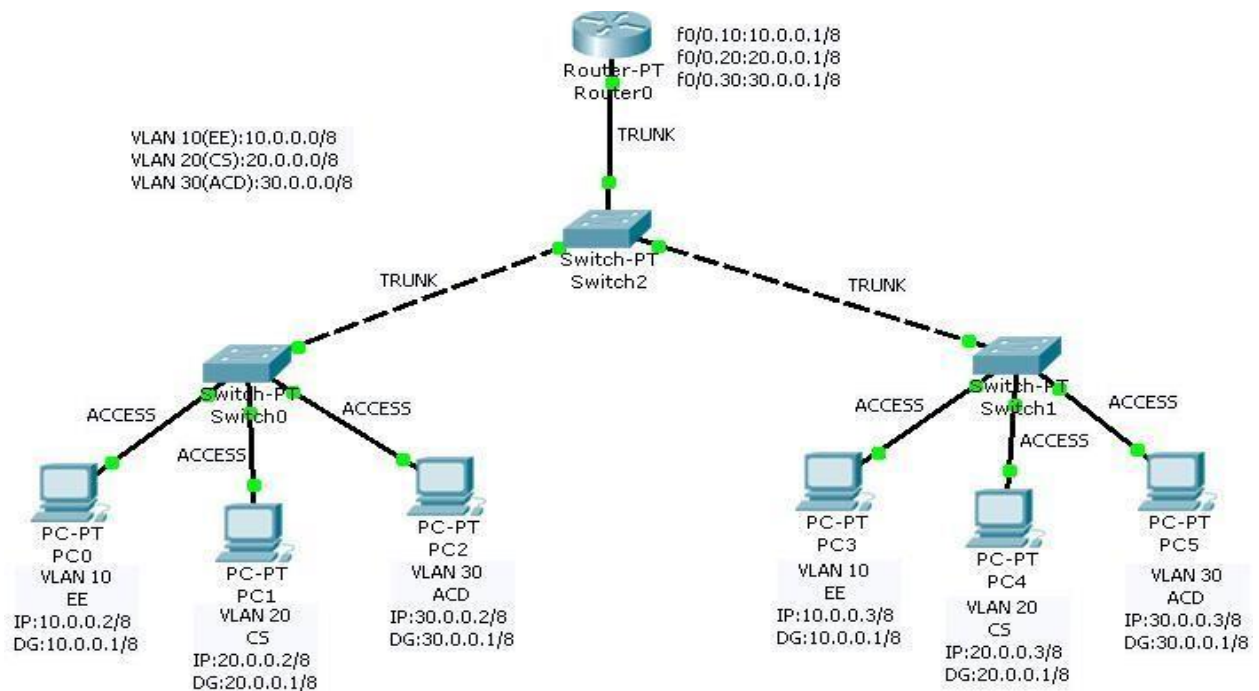 f0/0.10:10.0.0.1/8
f0/0.20:20.0.0.1/8
f0/0.30:30.0.0.1/8
Router-PT
Router0
TRUNK
VLAN 10(EE):10.0.0.0/8
VLAN 20(CS):20.0.0.0/8
VLAN 30(ACD):30.0.0.0/8
Switch-PT
Switch2
TRUNK
TRUNK
Switch-PT
Switch0
ACCESS
ACCESS
ACCESS
Switch-PT
Switch1
ACCESS
ACCESS
ACCESS
PC-PT
PC0
VLAN 10
EE
IP:10.0.0.2/8
DG:10.0.0.1/8
PC-PT
PC1
VLAN 20
CS
IP:20.0.0.2/8
DG:20.0.0.1/8
PC-PT
PC2
VLAN 30
ACD
IP:30.0.0.2/8
DG:30.0.0.1/8
PC-PT
PC3
VLAN 10
EE
IP:10.0.0.3/8
DG:10.0.0.1/8
PC-PT
PC4
VLAN 20
CS
IP:20.0.0.3/8
DG:20.0.0.1/8
PC-PT
PC5
VLAN 30
ACD
IP:30.0.0.3/8
DG:30.0.0.1/8